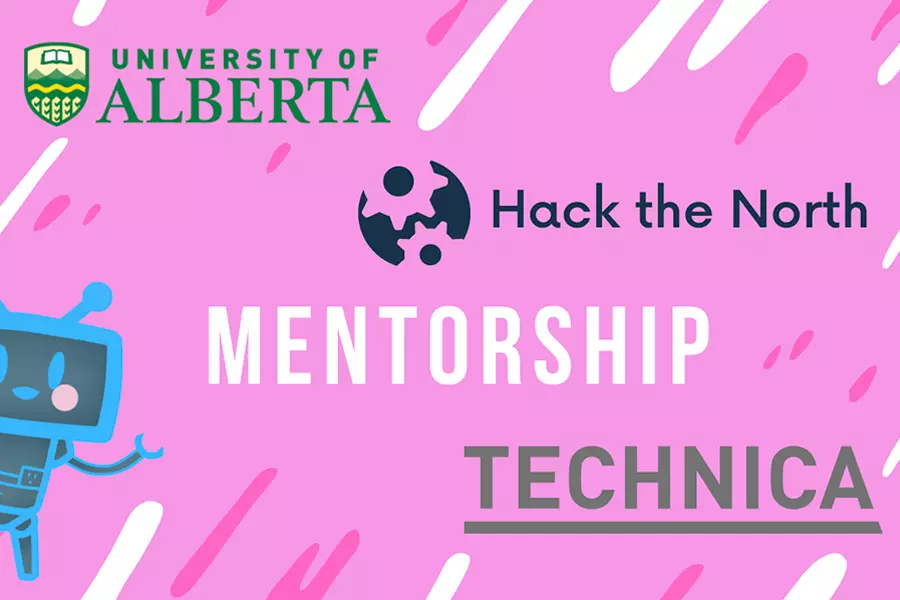 UNIVERSITY OF
ALBERTA
Hack the North
MENTORSHIP
TECHNICA